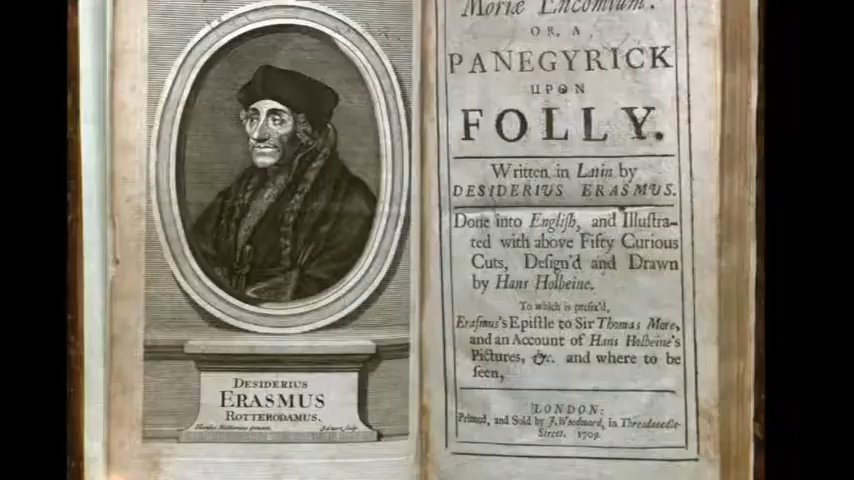 DESIDERIUS
ERASMUS
ROTTERODAMUS.
Moriæ Encomium:
OR, A
PANEGYRICK
UPON
FOLLY.
Written in Latin by
DESIDERIUS ERASMUS.
Done into Engliſh, and Illuſtra-
ted with above Fifty Curious
Cuts, Deſign'd and Drawn
by Hans Holbeine.
To which is prefix'd,
Eraſmus's Epiſtle to Sir Thomas More,
and an Account of Hans Holbeine's
Pictures, &c. and where to be
ſeen,
LONDON:
Printed, and Sold by J. Woodward, in Threadneedle-
Street. 1709.